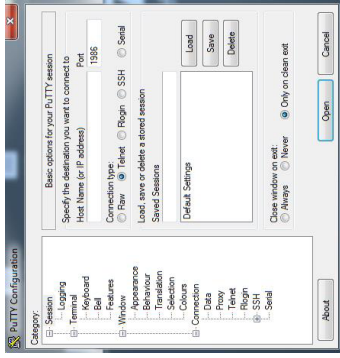 PuTTY Configuration
Category:
Session
Logging
Terminal
Keyboard
Bell
Features
Window
Appearance
Behaviour
Translation
Selection
Colours
Connection
Data
Proxy
Telnet
Rlogin
SSH
Serial
Basic options for your PuTTY session
Specify the destination you want to connect to
Host Name (or IP address) Port
1986
Connection type:
Raw Telnet Rlogin SSH Serial
Load, save or delete a stored session
Saved Sessions
Default Settings
Load
Save
Delete
Close window on exit:
Always Never Only on clean exit
About Open Cancel